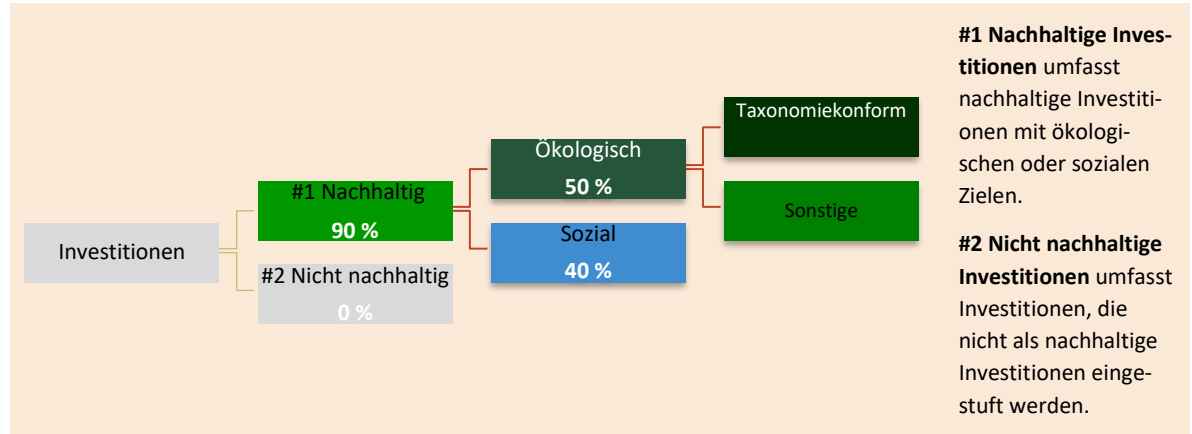 Investitionen
#1 Nachhaltig
90 %
#2 Nicht nachhaltig
0 %
Ökologisch
50 %
Sozial
40 %
Taxonomiekonform
Sonstige
#1 Nachhaltige Inves-
titionen umfasst
nachhaltige Investiti-
onen mit ökologi-
schen oder sozialen
Zielen.
#2 Nicht nachhaltige
Investitionen umfasst
Investitionen, die
nicht als nachhaltige
Investitionen einge-
stuft werden.